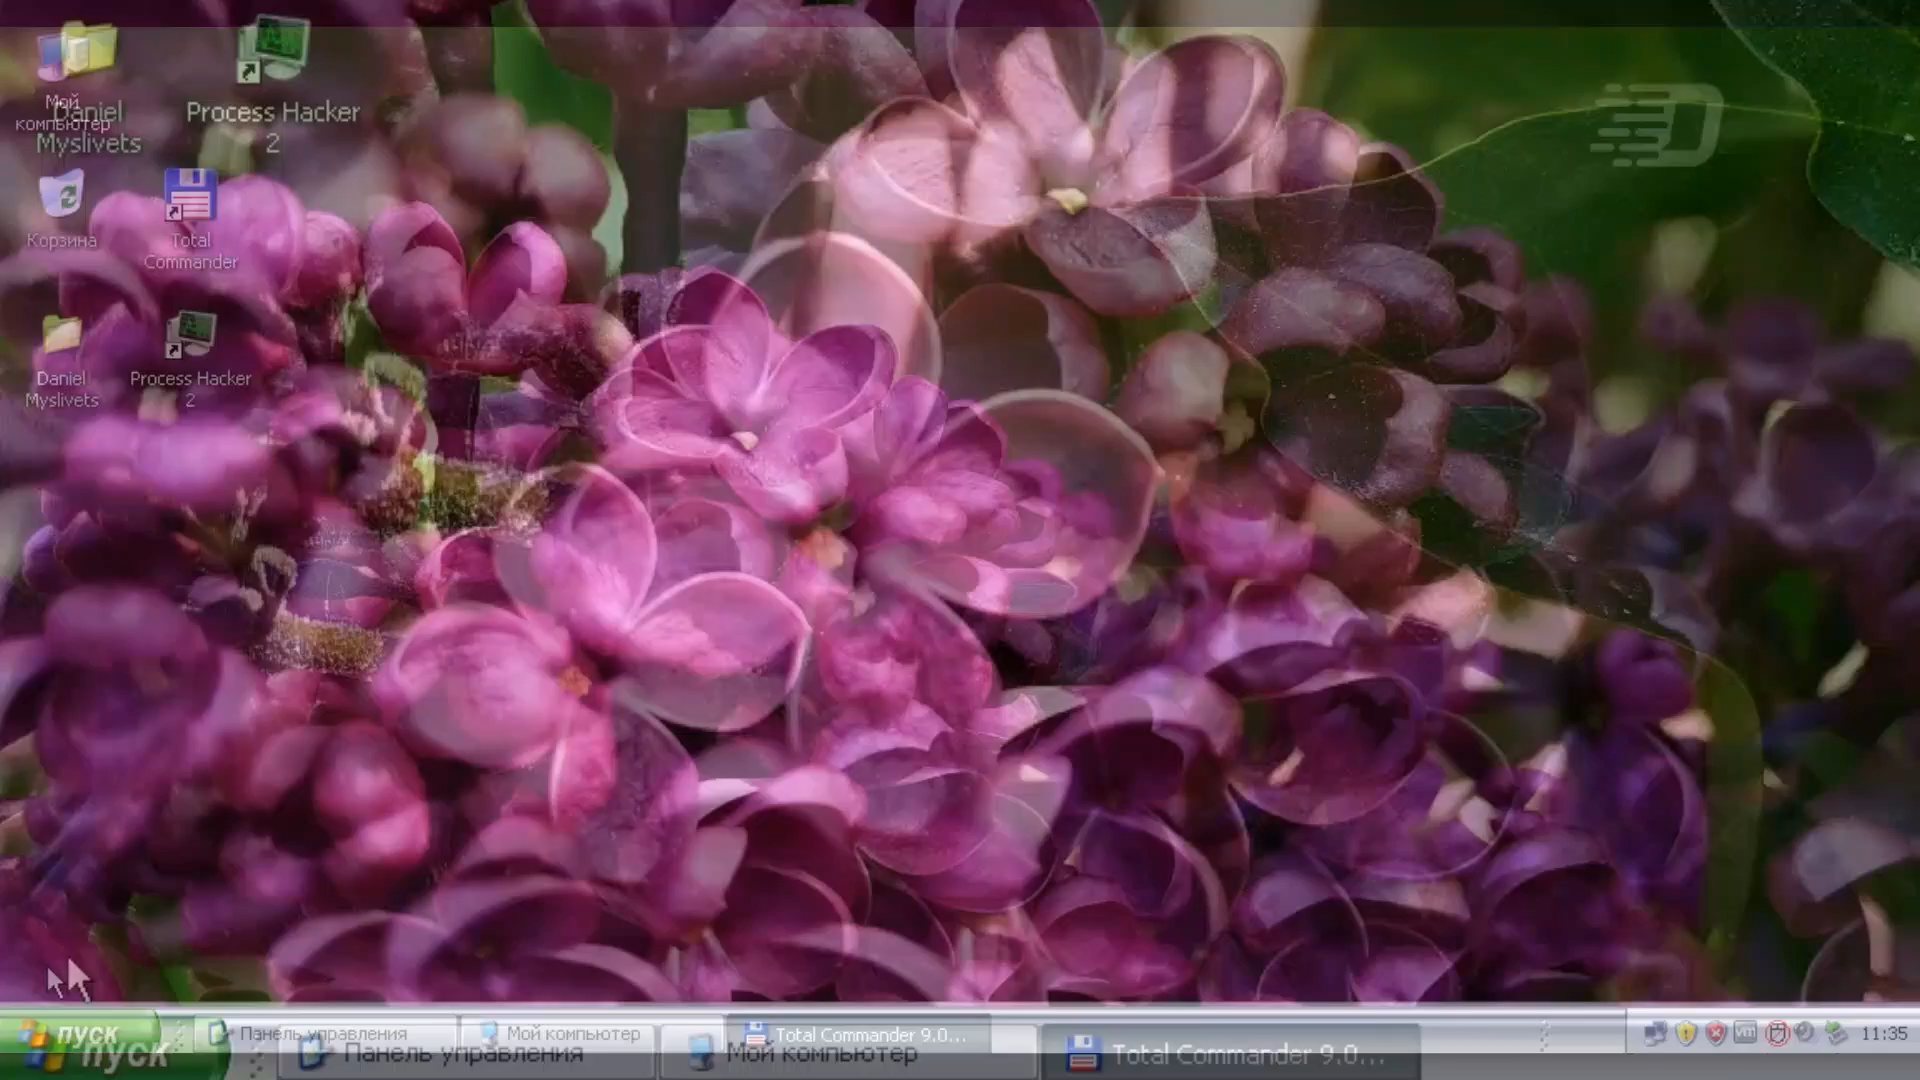 Мой
компьютер
Daniel
Myslivets
Process Hacker
2
Корзина
Total
Commander
Daniel
Myslivets
Process Hacker
2
пуск
Панель управления
Мой компьютер
Total Commander 9.0...
11:35
пуск
Панель управления
Мой компьютер
Total Commander 9.0...